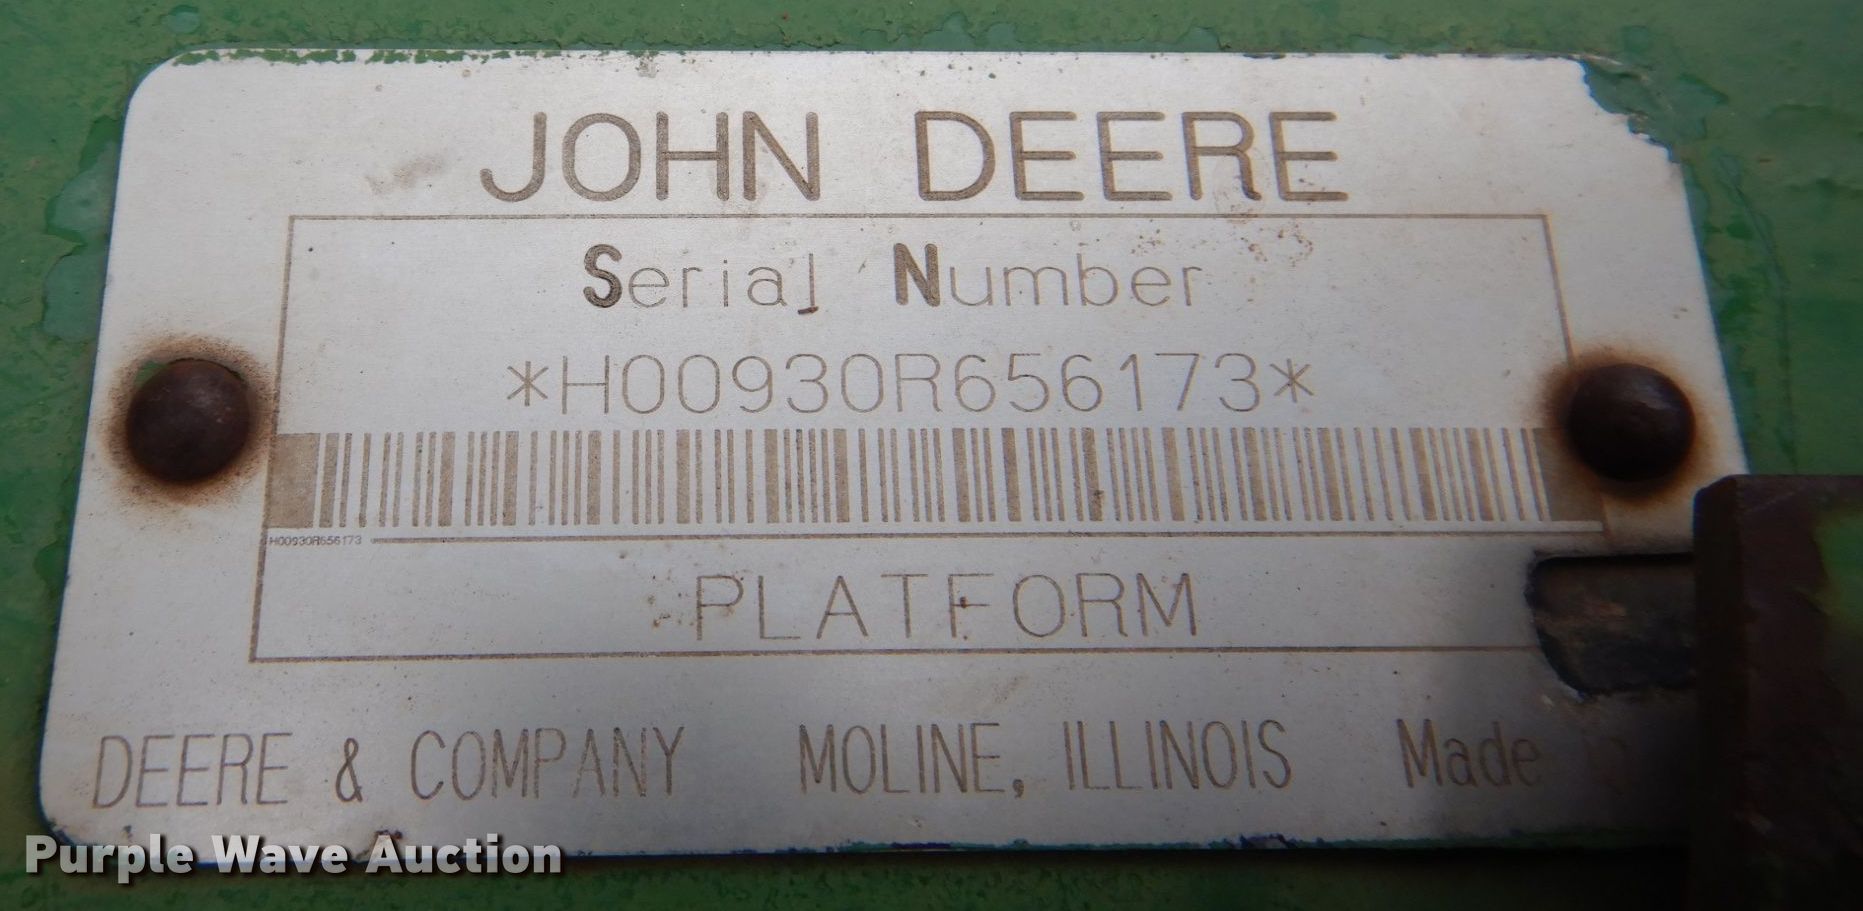 JOHN DEERE
Serial Number
*H00930R656173*
H00930R656173
PLATFORM
DEERE & COMPANY MOLINE, ILLINOIS Made
Purple Wave Auction